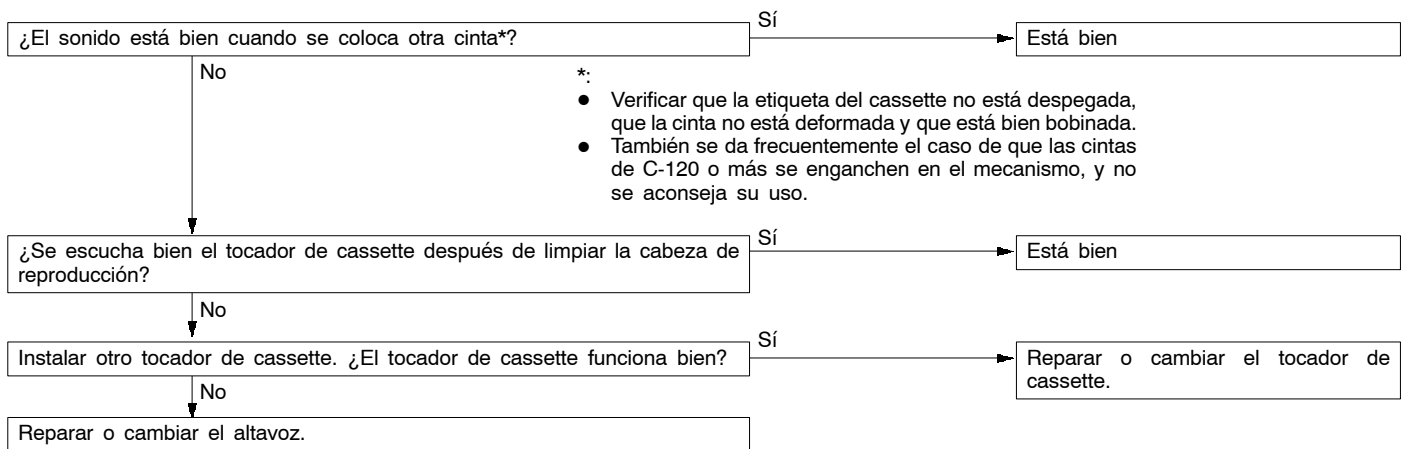 ¿El sonido está bien cuando se coloca otra cinta*?
Sí
Está bien
No
*:
● Verificar que la etiqueta del cassette no está despegada,
que la cinta no está deformada y que está bien bobinada.
● También se da frecuentemente el caso de que las cintas
de C-120 o más se enganchen en el mecanismo, y no
se aconseja su uso.
¿Se escucha bien el tocador de cassette después de limpiar la cabeza de
reproducción?
Sí
Está bien
No
Instalar otro tocador de cassette. ¿El tocador de cassette funciona bien?
Sí
Reparar o cambiar el tocador de
cassette.
No
Reparar o cambiar el altavoz.